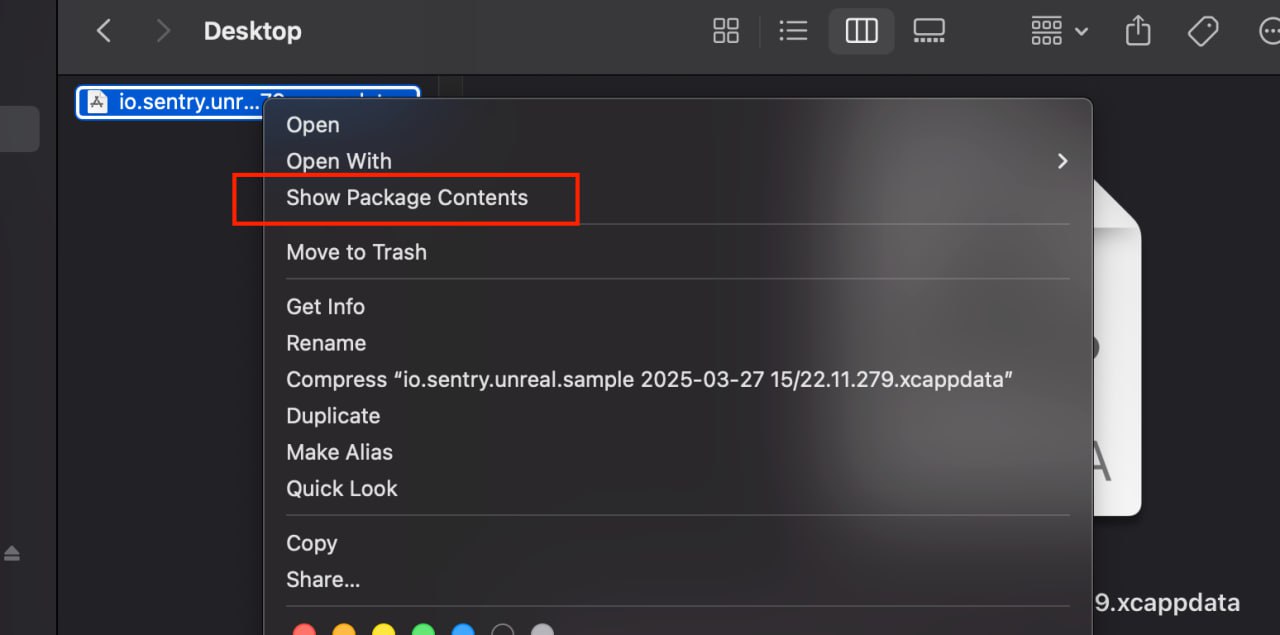 Desktop
io.sentry.unr...
Open
Open With
Show Package Contents
Move to Trash
Get Info
Rename
Compress “io.sentry.unreal.sample 2025-03-27 15/22.11.279.xcappdata”
Duplicate
Make Alias
Quick Look
Copy
Share...
9.xcappdata